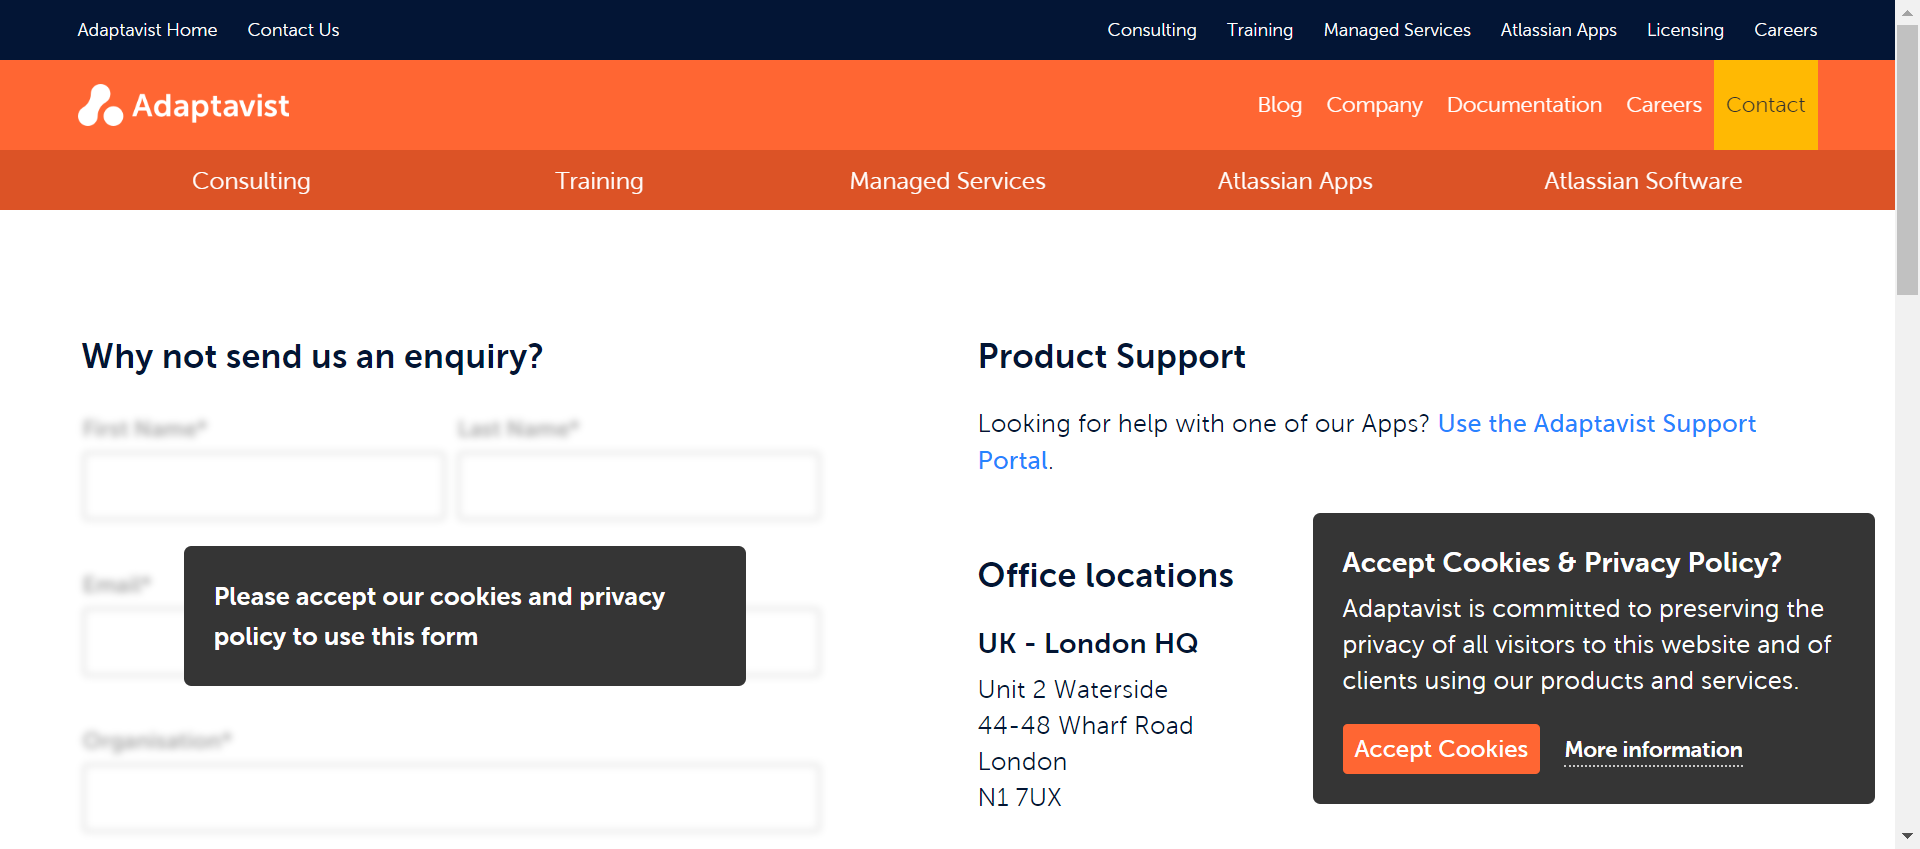 Adaptavist Home Contact Us Consulting Training Managed Services Atlassian Apps Licensing Careers
Adaptavist Blog Company Documentation Careers Contact
Consulting Training Managed Services Atlassian Apps Atlassian Software
Why not send us an enquiry?
First Name* Last Name*
Email*
Please accept our cookies and privacy
policy to use this form
Organisation*
Product Support
Looking for help with one of our Apps? Use the Adaptavist Support
Portal.
Office locations
UK - London HQ
Unit 2 Waterside
44-48 Wharf Road
London
N1 7UX
Accept Cookies & Privacy Policy?
Adaptavist is committed to preserving the
privacy of all visitors to this website and of
clients using our products and services.
Accept Cookies More information